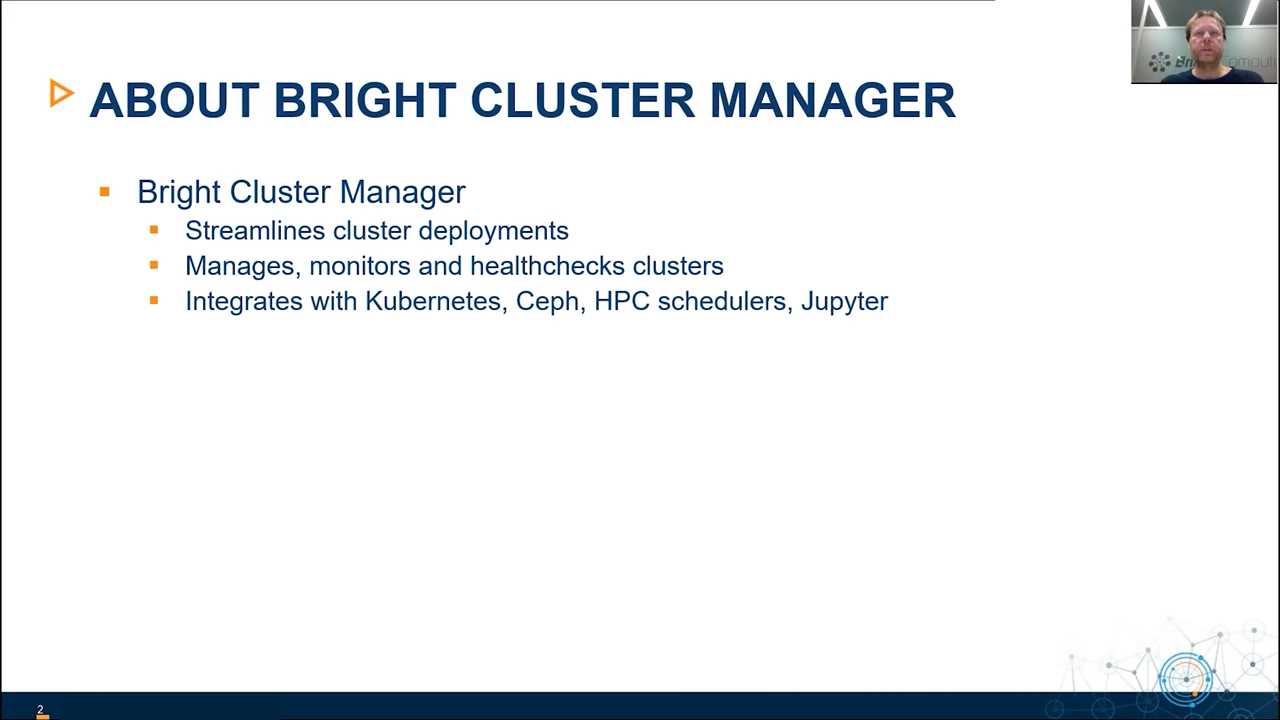 ABOUT BRIGHT CLUSTER MANAGER
Bright Cluster Manager
Streamlines cluster deployments
Manages, monitors and healthchecks clusters
Integrates with Kubernetes, Ceph, HPC schedulers, Jupyter
2